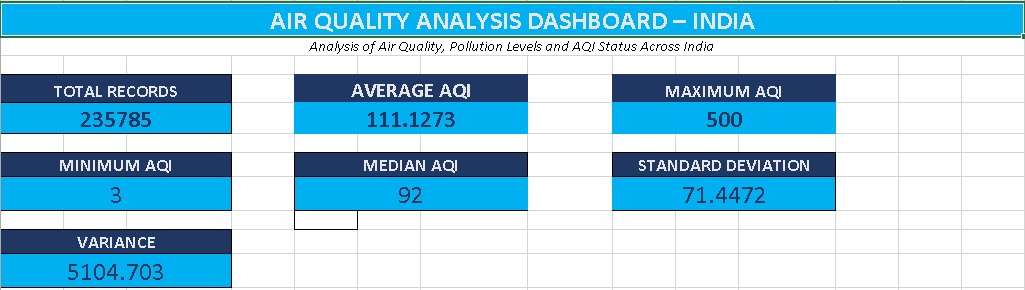 AIR QUALITY ANALYSIS DASHBOARD – INDIA
Analysis of Air Quality, Pollution Levels and AQI Status Across India
TOTAL RECORDS
235785
AVERAGE AQI
111.1273
MAXIMUM AQI
500
MINIMUM AQI
3
MEDIAN AQI
92
STANDARD DEVIATION
71.4472
VARIANCE
5104.703